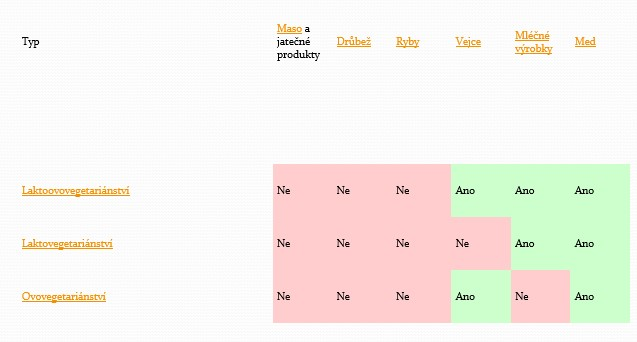 Typ Maso a jatečné produkty Drůbež Ryby Vejce Mléčné výrobky Med
Laktoovovegetariánství Ne Ne Ne Ano Ano Ano
Laktovegetariánství Ne Ne Ne Ne Ano Ano
Ovovegetariánství Ne Ne Ne Ano Ne Ano